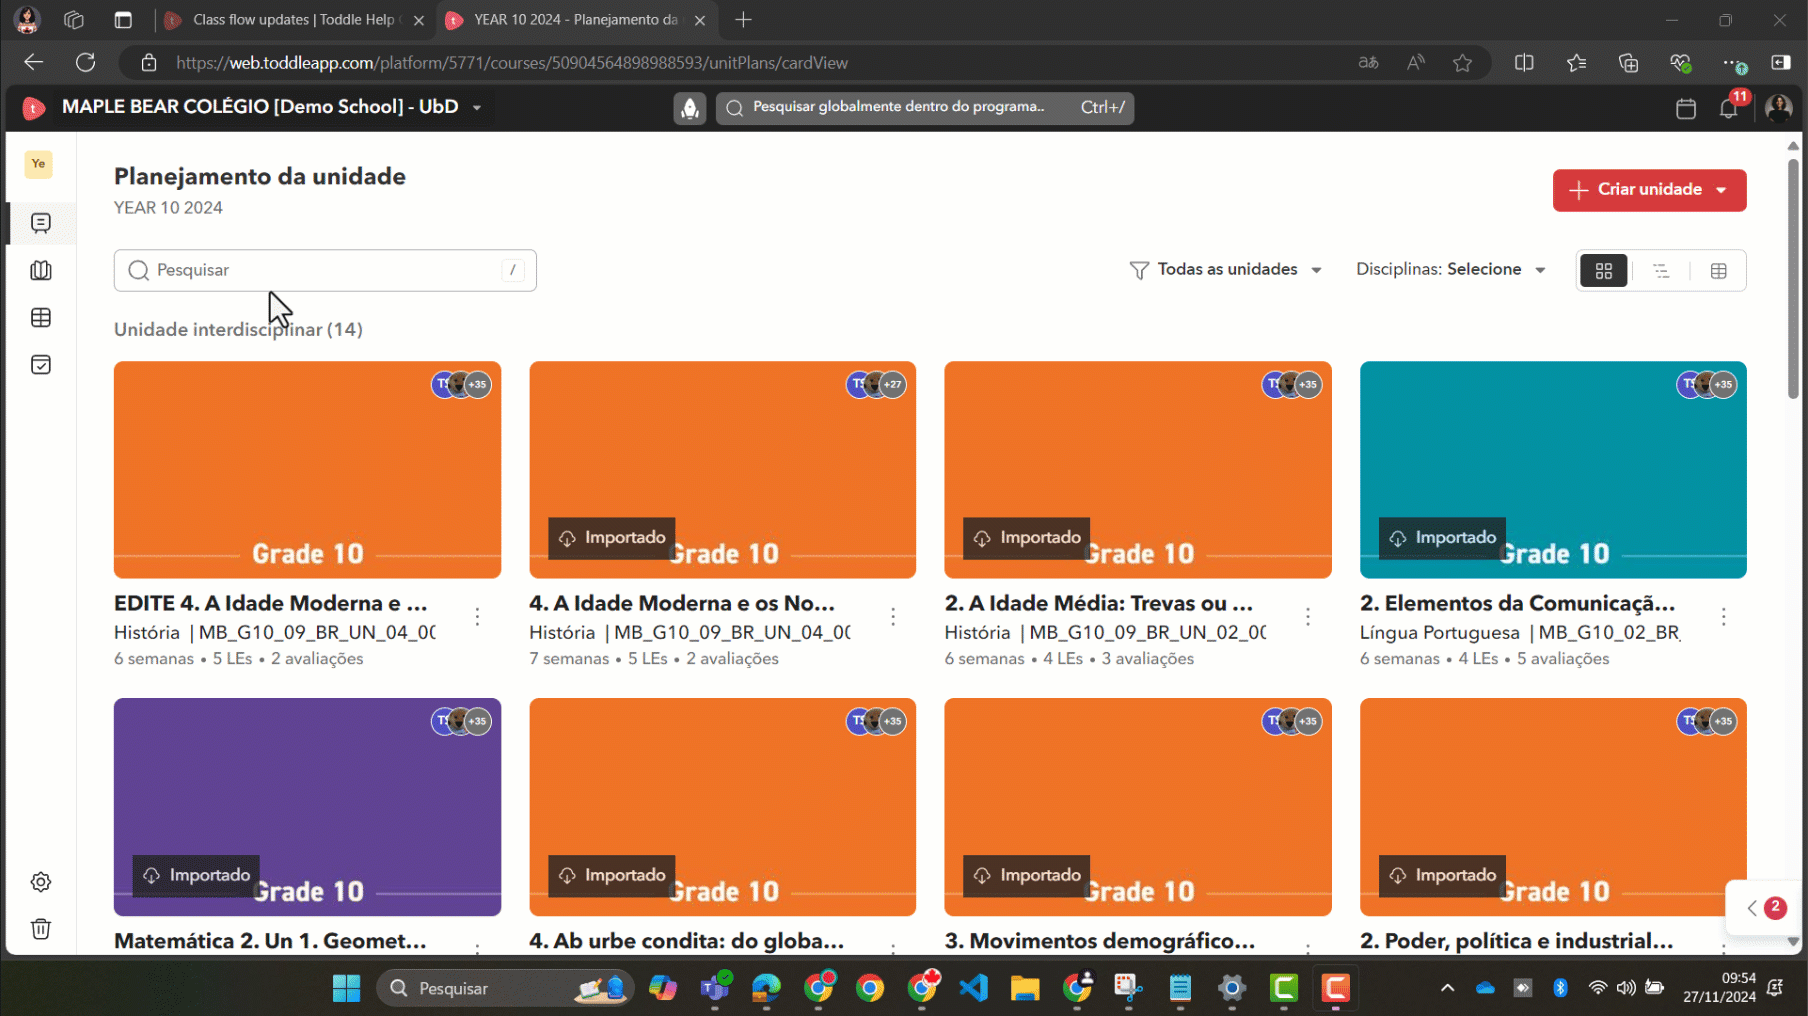 Class flow updates | Toddle Help
YEAR 10 2024 - Planejamento da
https://web.toddleapp.com/platform/5771/courses/50904564898988593/unitPlans/cardView
MAPLE BEAR COLÉGIO [Demo School] - UbD
Pesquisar globalmente dentro do programa..
Ctrl+/
11
Ye
Planejamento da unidade
YEAR 10 2024
Criar unidade
Pesquisar
/
Todas as unidades
Disciplinas: Selecione
Unidade interdisciplinar (14)
TS +35
TS +27
TS +35
TS +35
Importado
Importado
Importado
Grade 10
Grade 10
Grade 10
Grade 10
EDITE 4. A Idade Moderna e ...
4. A Idade Moderna e os No...
2. A Idade Média: Trevas ou ...
2. Elementos da Comunicaçã...
História | MB_G10_09_BR_UN_04_00
História | MB_G10_09_BR_UN_04_00
História | MB_G10_09_BR_UN_02_00
Língua Portuguesa | MB_G10_02_BR_
6 semanas • 5 LEs • 2 avaliações
7 semanas • 5 LEs • 2 avaliações
6 semanas • 4 LEs • 3 avaliações
6 semanas • 4 LEs • 5 avaliações
TS +35
TS +35
TS +35
TS +35
Importado
Importado
Importado
Importado
Grade 10
Grade 10
Grade 10
Grade 10
2
Matemática 2. Un 1. Geomet...
4. Ab urbe condita: do globa...
3. Movimentos demográfico...
2. Poder, política e industrial...
Pesquisar
09:54
27/11/2024